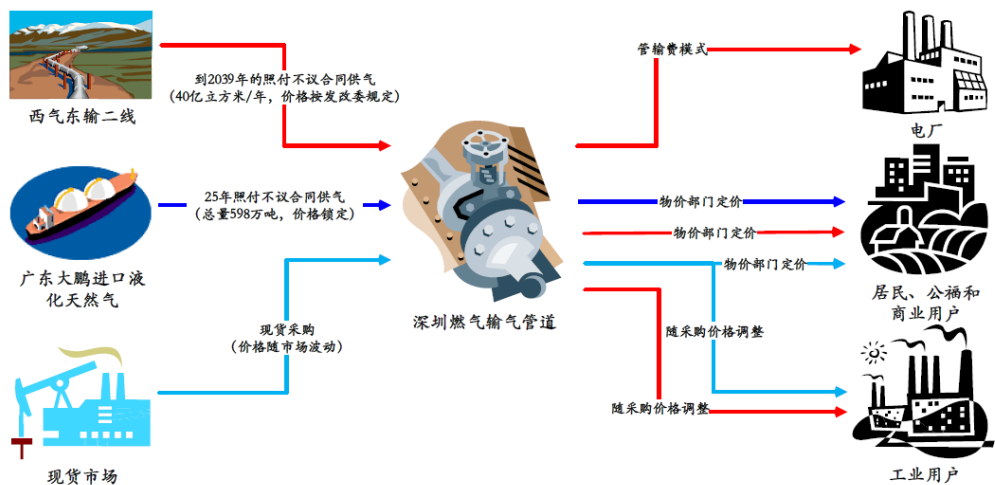 管输费模式
到2039年的照付不议合同供气
(40亿立方米/年，价格按发改委规定)
西气东输二线
电厂
25年照付不议合同供气
(总量598万吨，价格锁定)
物价部门定价
物价部门定价
物价部门定价
广东大鹏进口液
化天然气
深圳燃气输气管道
居民、公福和
商业用户
现货采购
(价格随市场波动)
随采购价格调整
随采购价格调整
现货市场
工业用户